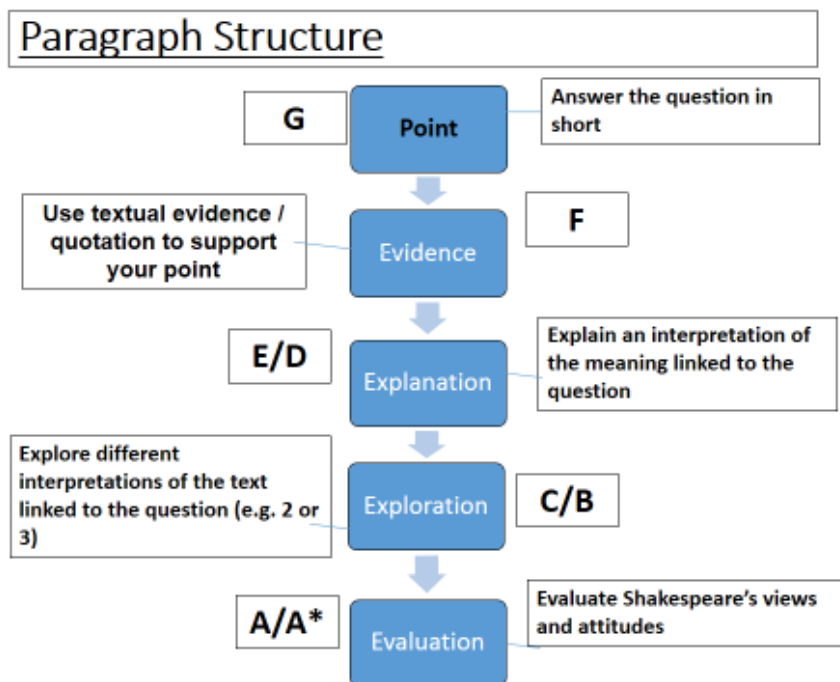 Paragraph Structure
G
Point
Answer the question in
short
Use textual evidence /
quotation to support
your point
Evidence
F
E/D
Explanation
Explain an interpretation of
the meaning linked to the
question
Explore different
interpretations of the text
linked to the question (e.g. 2 or
3)
Exploration
C/B
A/A*
Evaluation
Evaluate Shakespeare's views
and attitudes